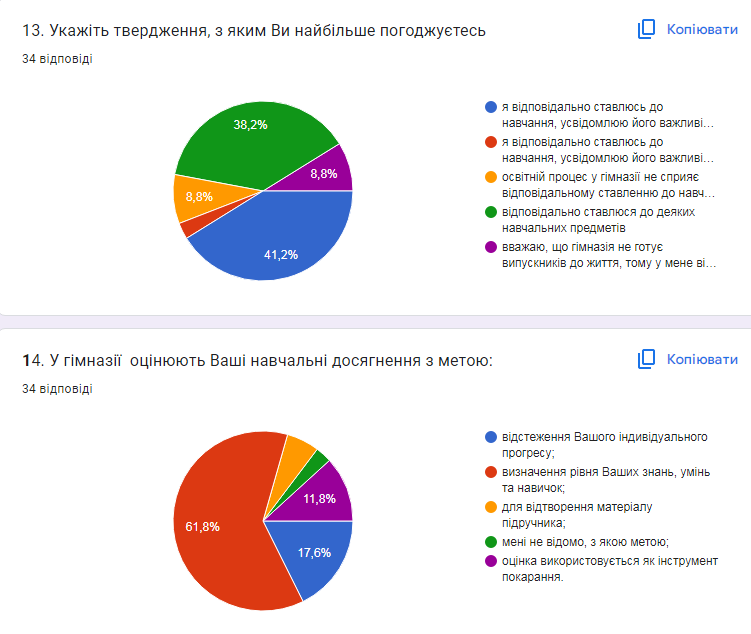 13. Укажіть твердження, з яким Ви найбільше погоджуєтесь
Копіювати
34 відповіді
38,2%
8,8%
8,8%
41,2%
я відповідально ставлюсь до
навчання, усвідомлюю його важливі…
я відповідально ставлюсь до
навчання, усвідомлюю його важливі…
освітній процес у гімназії не сприяє
відповідальному ставленню до навч…
відповідально ставлюся до деяких
навчальних предметів
вважаю, що гімназія не готує
випускників до життя, тому у мене ві…
14. У гімназії оцінюють Ваші навчальні досягнення з метою:
Копіювати
34 відповіді
61,8%
11,8%
17,6%
відстеження Вашого індивідуального
прогресу;
визначення рівня Ваших знань, умінь
та навичок;
для відтворення матеріалу
підручника;
мені не відомо, з якою метою;
оцінка використовується як інструмент
покарання.